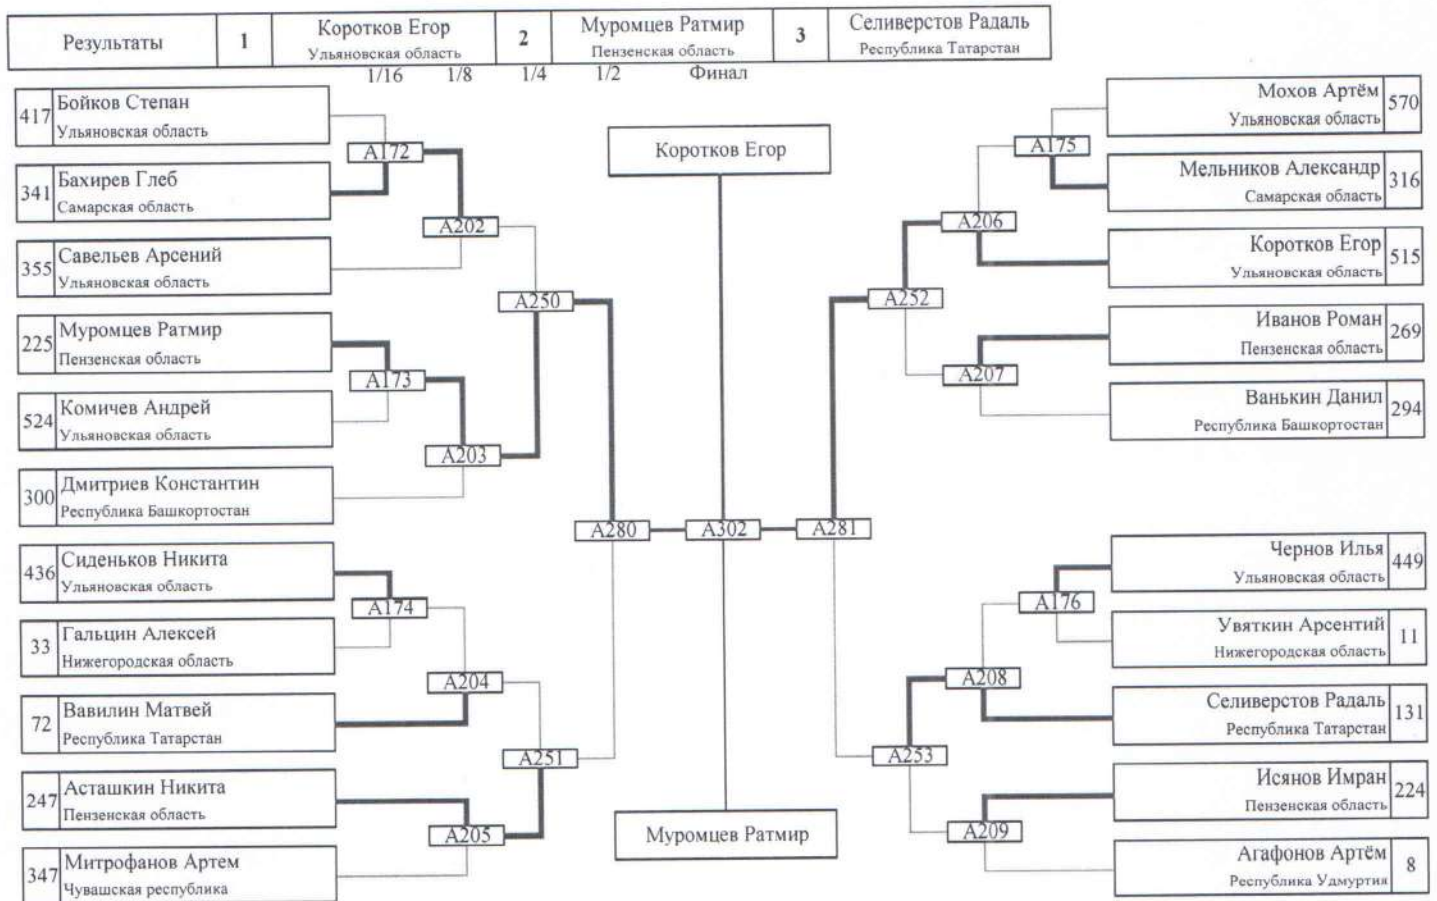 Результаты 1 Коротков Егор 2 Муромцев Ратмир 3 Селиверстов Радаль
Ульяновская область Пензенская область Республика Татарстан
1/16 1/8 1/4 1/2 Финал
417 Бойков Степан
Ульяновская область
A172
341 Бахирев Глеб
Самарская область
A202
355 Савельев Арсений
Ульяновская область
A250
225 Муромцев Ратмир
Пензенская область
A173
524 Комичев Андрей
Ульяновская область
A203
300 Дмитриев Константин
Республика Башкортостан
A280
436 Сиденьков Никита
Ульяновская область
A174
33 Гальцин Алексей
Нижегородская область
A204
72 Вавилин Матвей
Республика Татарстан
A251
247 Асташкин Никита
Пензенская область
A205
347 Митрофанов Артем
Чувашская республика
Коротков Егор
A302
Муромцев Ратмир
Мохов Артём 570
Ульяновская область
A175
Мельников Александр 316
Самарская область
A206
Коротков Егор 515
Ульяновская область
A252
Иванов Роман 269
Пензенская область
A207
Ванькин Данил 294
Республика Башкортостан
A281
Чернов Илья 449
Ульяновская область
A176
Увяткин Арсентий 11
Нижегородская область
A208
Селиверстов Радаль 131
Республика Татарстан
A253
Исянов Имран 224
Пензенская область
A209
Агафонов Артём 8
Республика Удмуртия